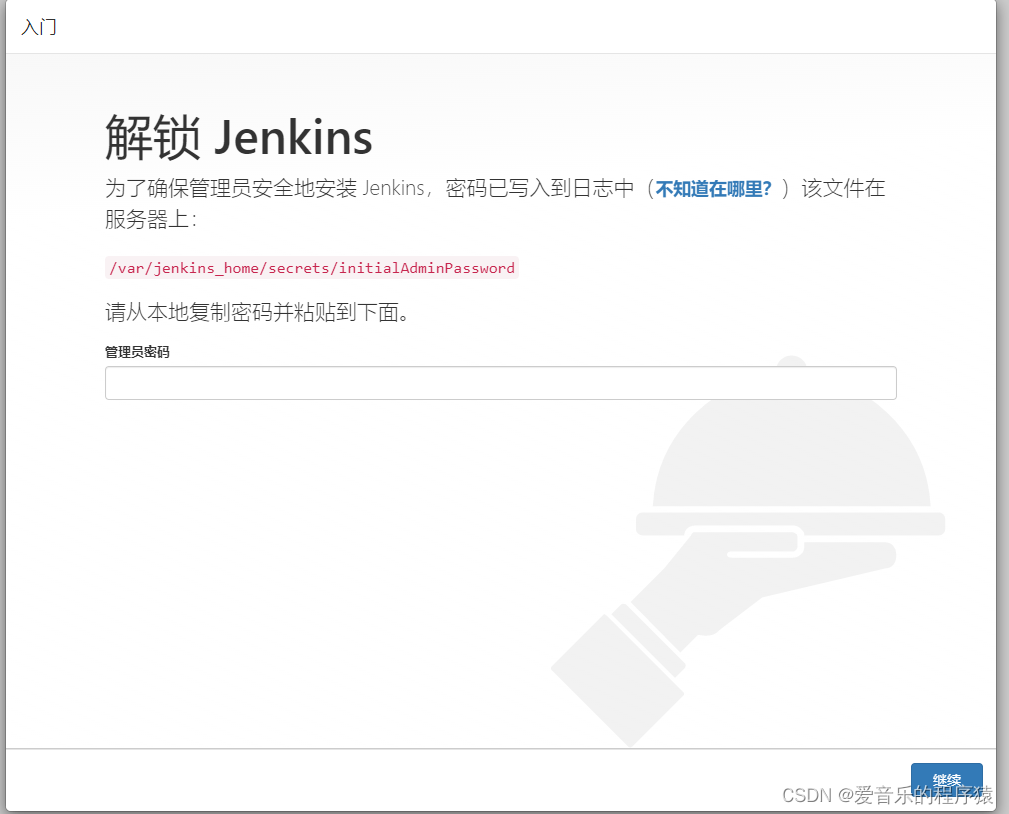 入门
解锁 Jenkins
为了确保管理员安全地安装 Jenkins，密码已写入到日志中（不知道在哪里？）该文件在
服务器上：
/var/jenkins_home/secrets/initialAdminPassword
请从本地复制密码并粘贴到下面。
管理员密码
继续
CSDN @爱音乐的程序猿